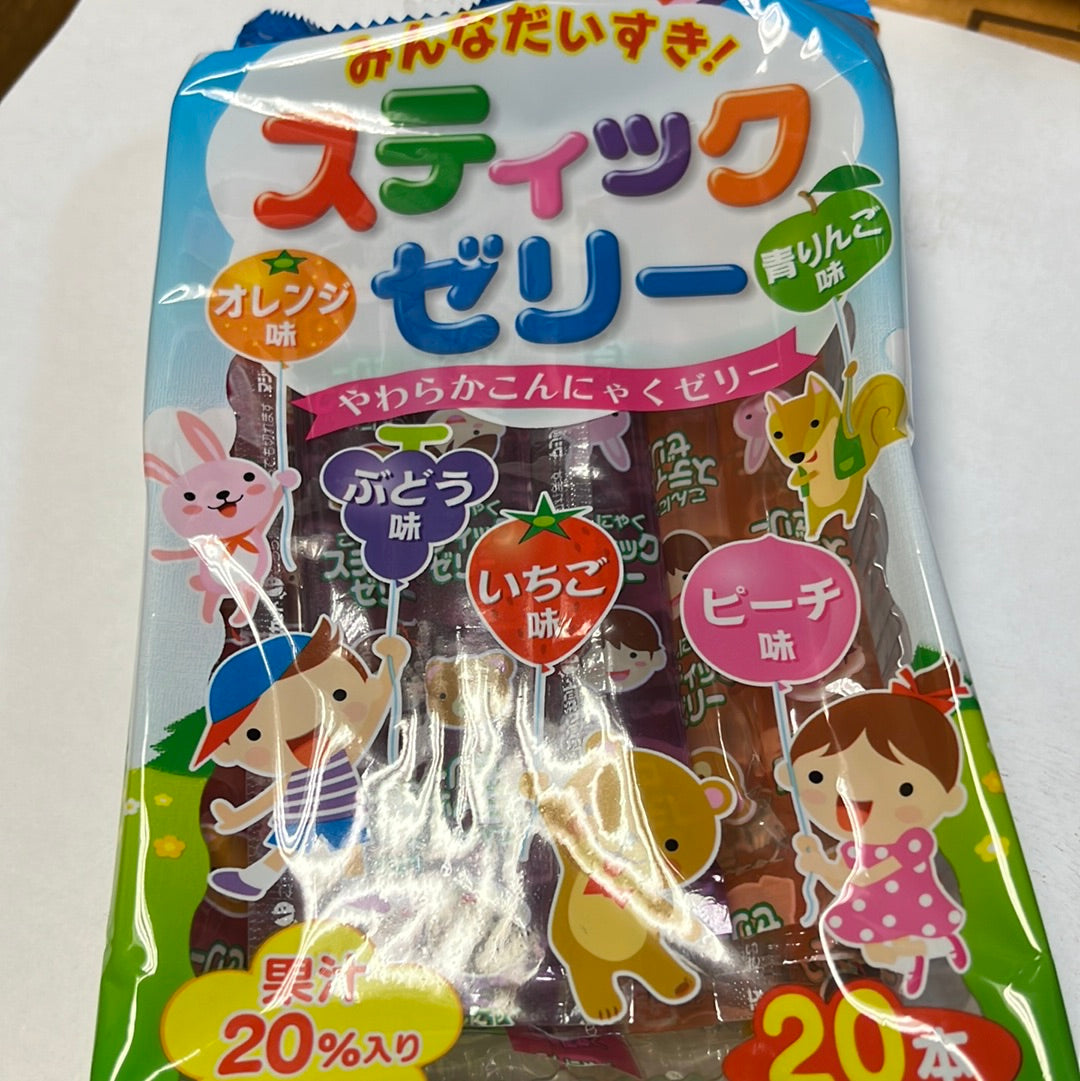 みんなだいすき!
スティック
ゼリー
オレンジ
味
青りんご
味
やわらかこんにゃくゼリー
ぶどう
味
いちご
味
ピーチ
味
果汁
20%入り
20本